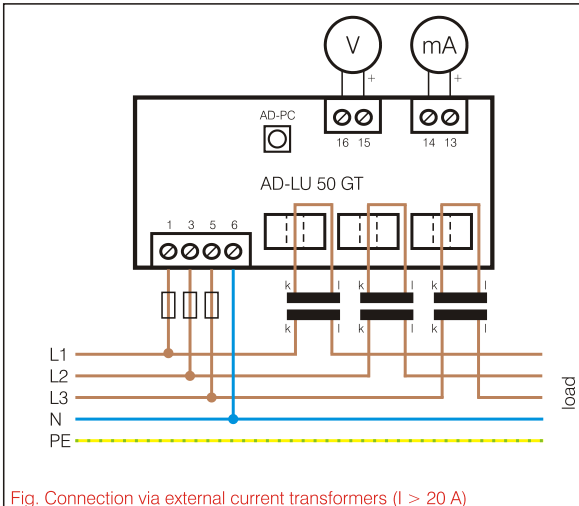 V mA
+ +
AD-PC
16 15 14 13
AD-LU 50 GT
1 3 5 6
k l k l k l
k l k l k l
L1
L2
L3
N
PE
load
Fig. Connection via external current transformers (I > 20 A)